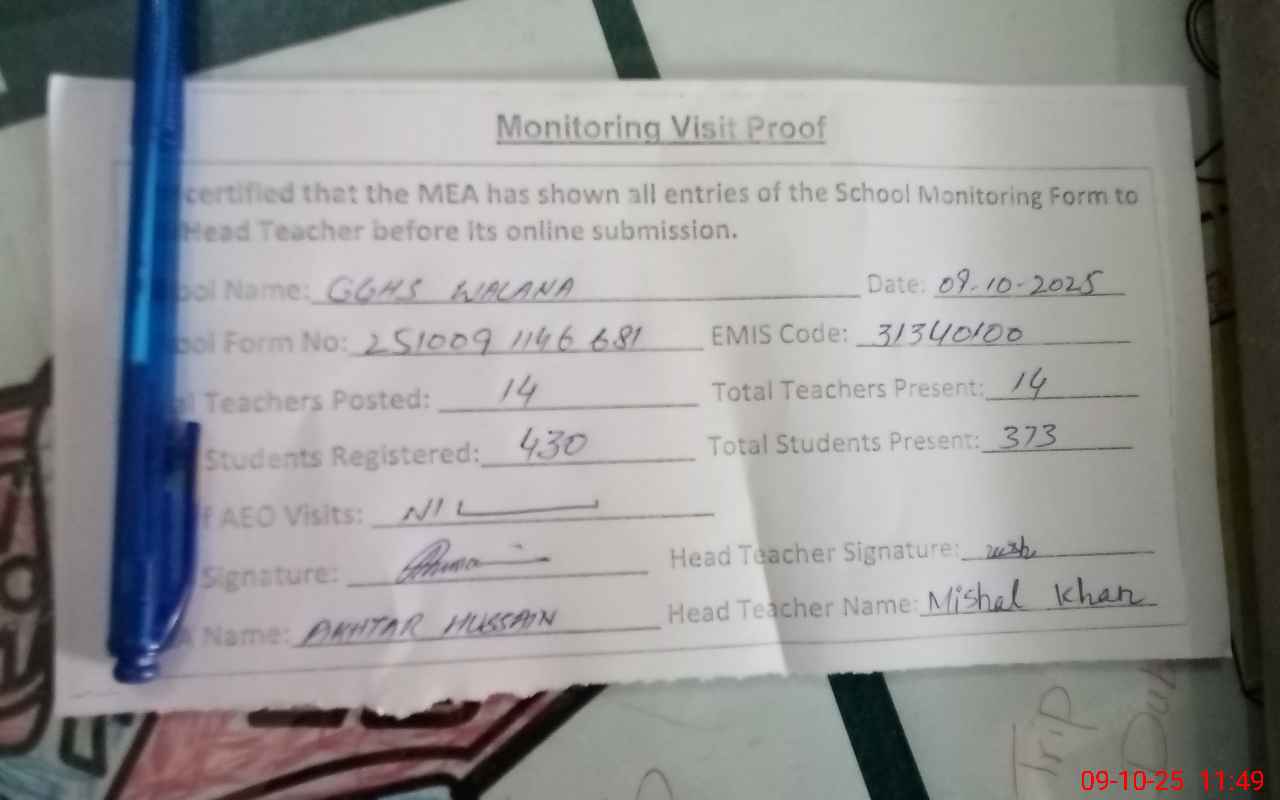 Monitoring Visit Proof
certified that the MEA has shown all entries of the School Monitoring Form to
Head Teacher before its online submission.
ool Name: GGHS WALANA Date: 09-10-2025
ool Form No: 251009 1146 681 EMIS Code: 31340100
Teachers Posted: 14 Total Teachers Present: 14
Students Registered: 430 Total Students Present: 373
f AEO Visits: NIL
Signature: Head Teacher Signature:
A Name: AKHTAR HUSSAIN Head Teacher Name: Mishal Khan
Trip
09-10-25 11:49